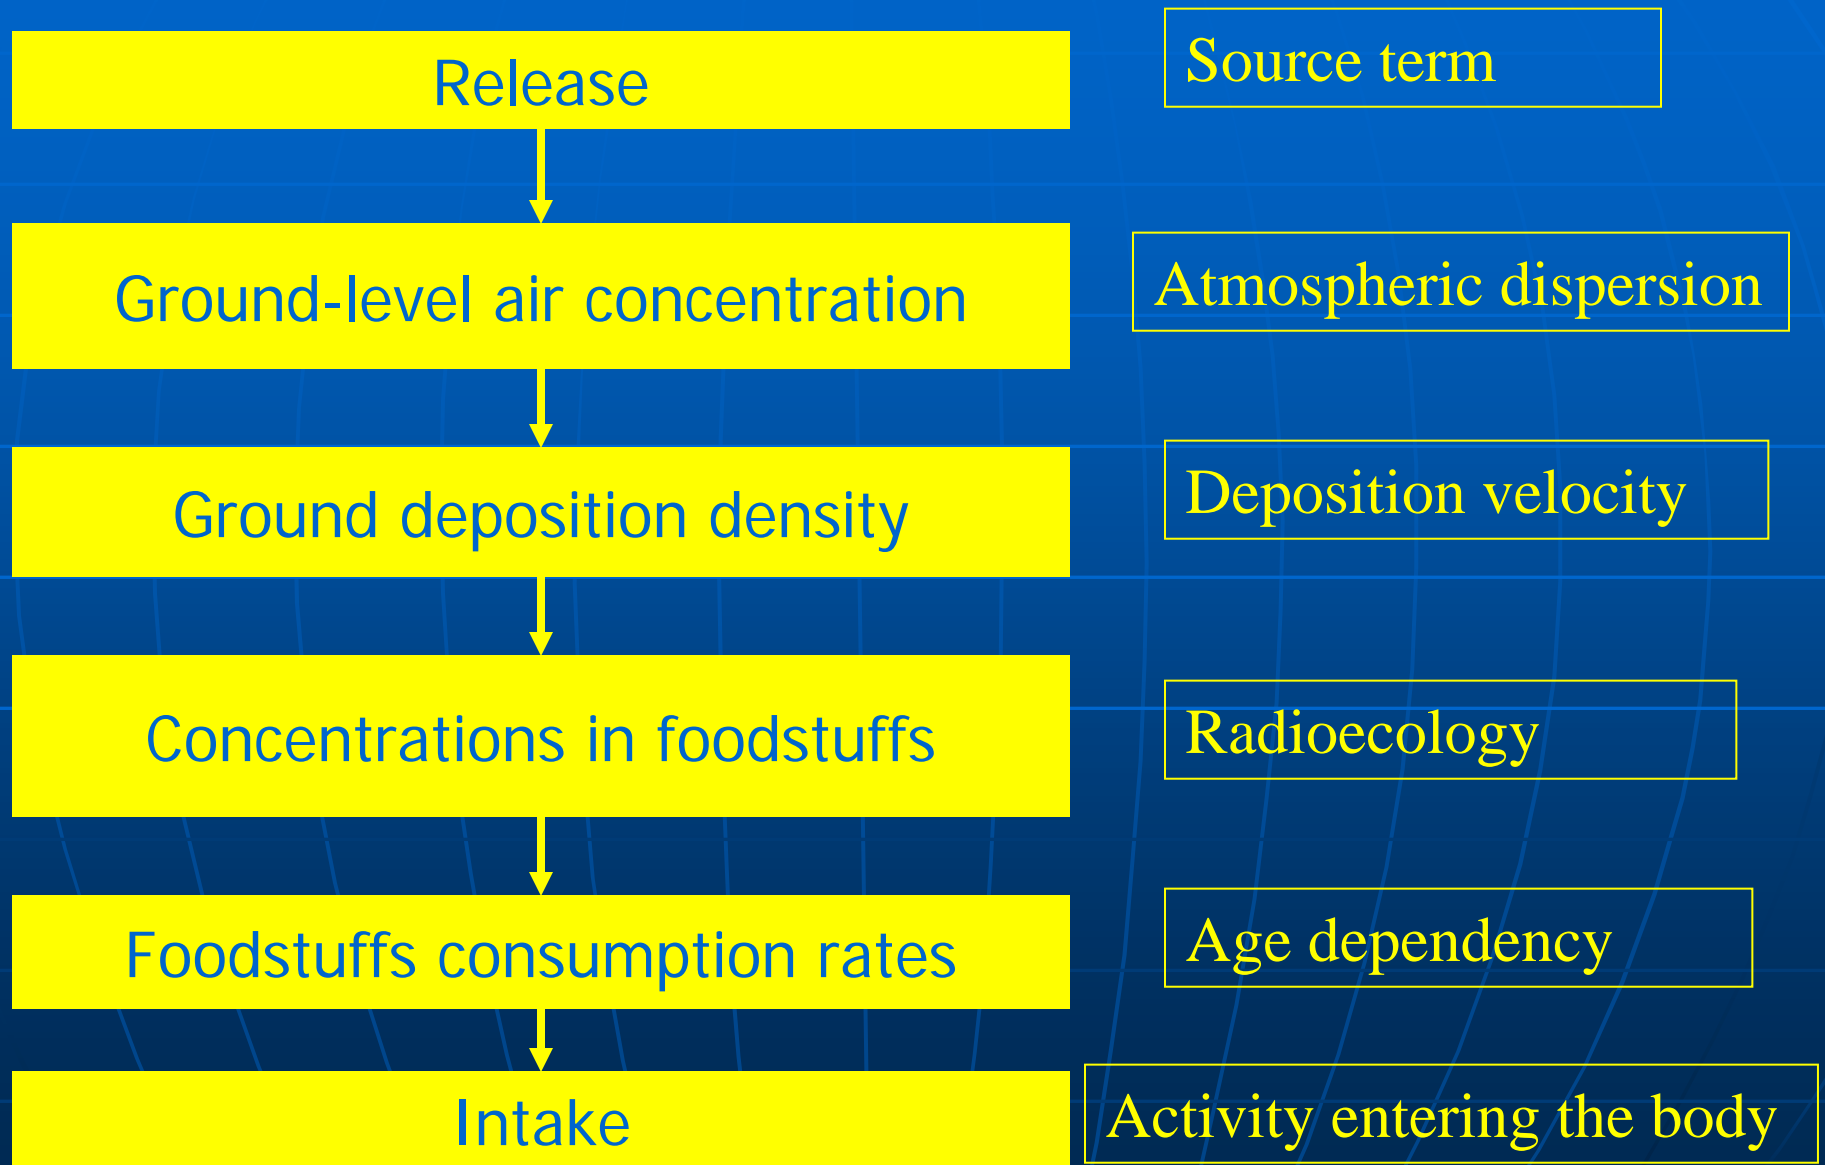 Release
Source term
Ground-level air concentration
Atmospheric dispersion
Ground deposition density
Deposition velocity
Concentrations in foodstuffs
Radioecology
Foodstuffs consumption rates
Age dependency
Intake
Activity entering the body